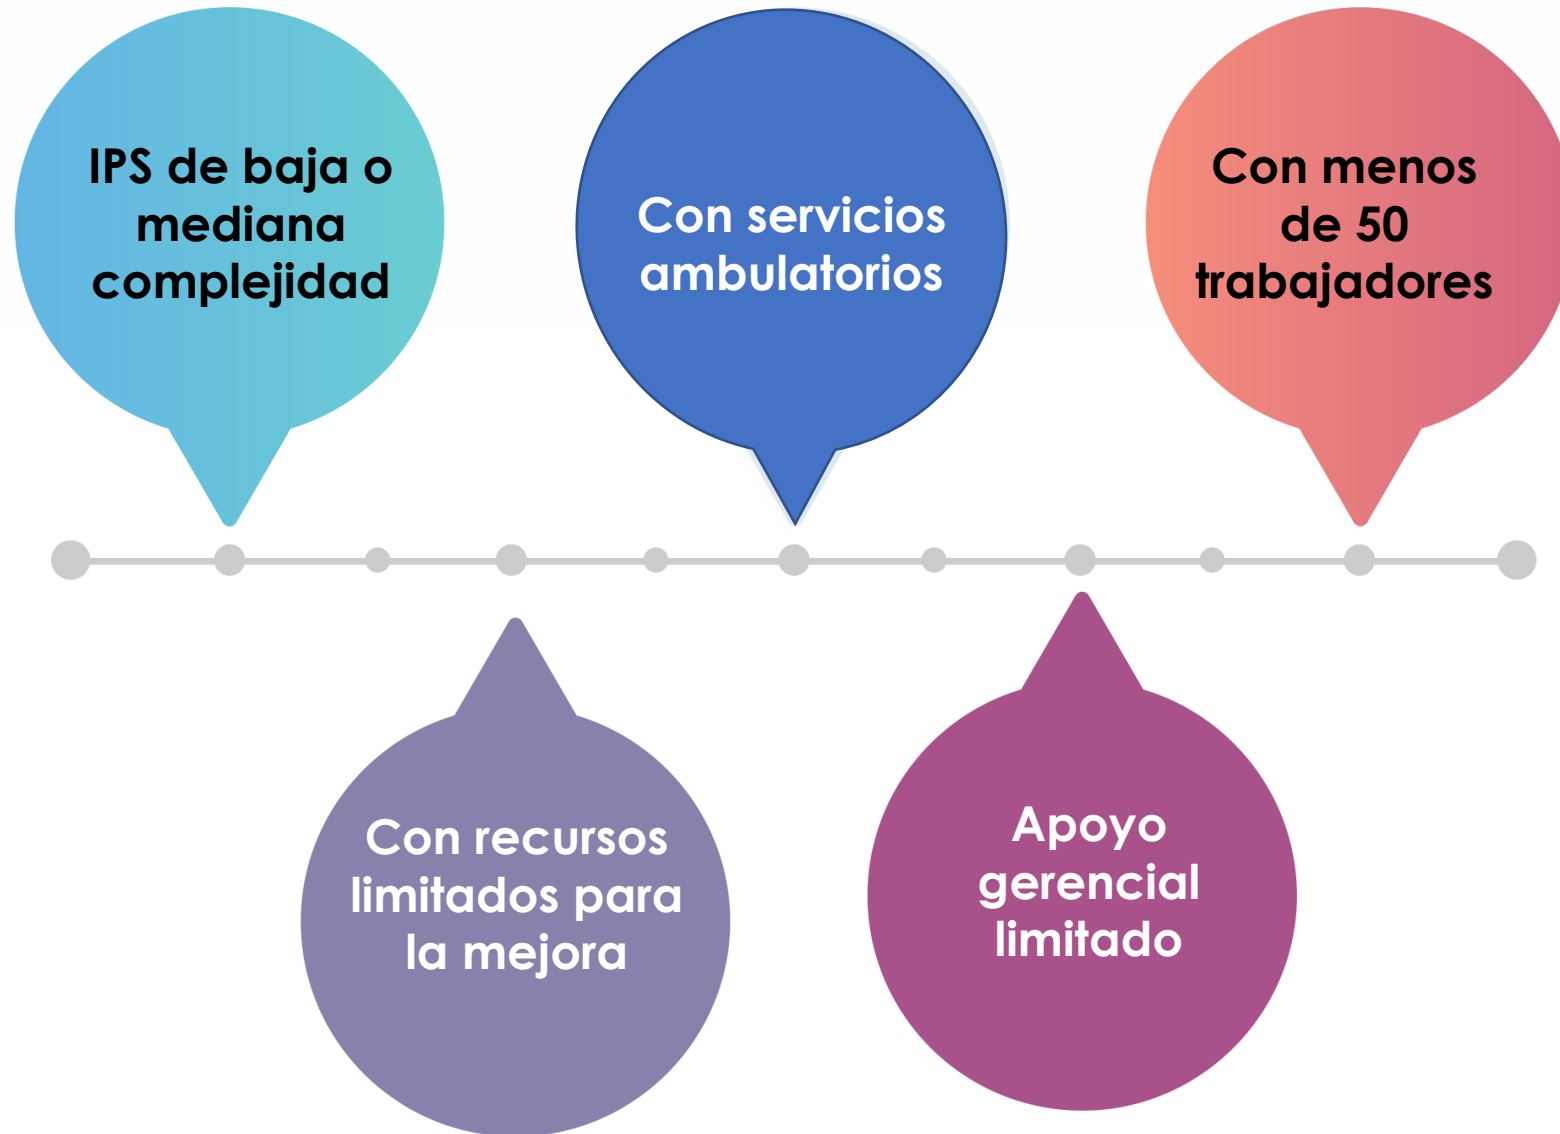 IPS de baja o
mediana
complejidad
Con servicios
ambulatorios
Con menos
de 50
trabajadores
Con recursos
limitados para
la mejora
Apoyo
gerencial
limitado